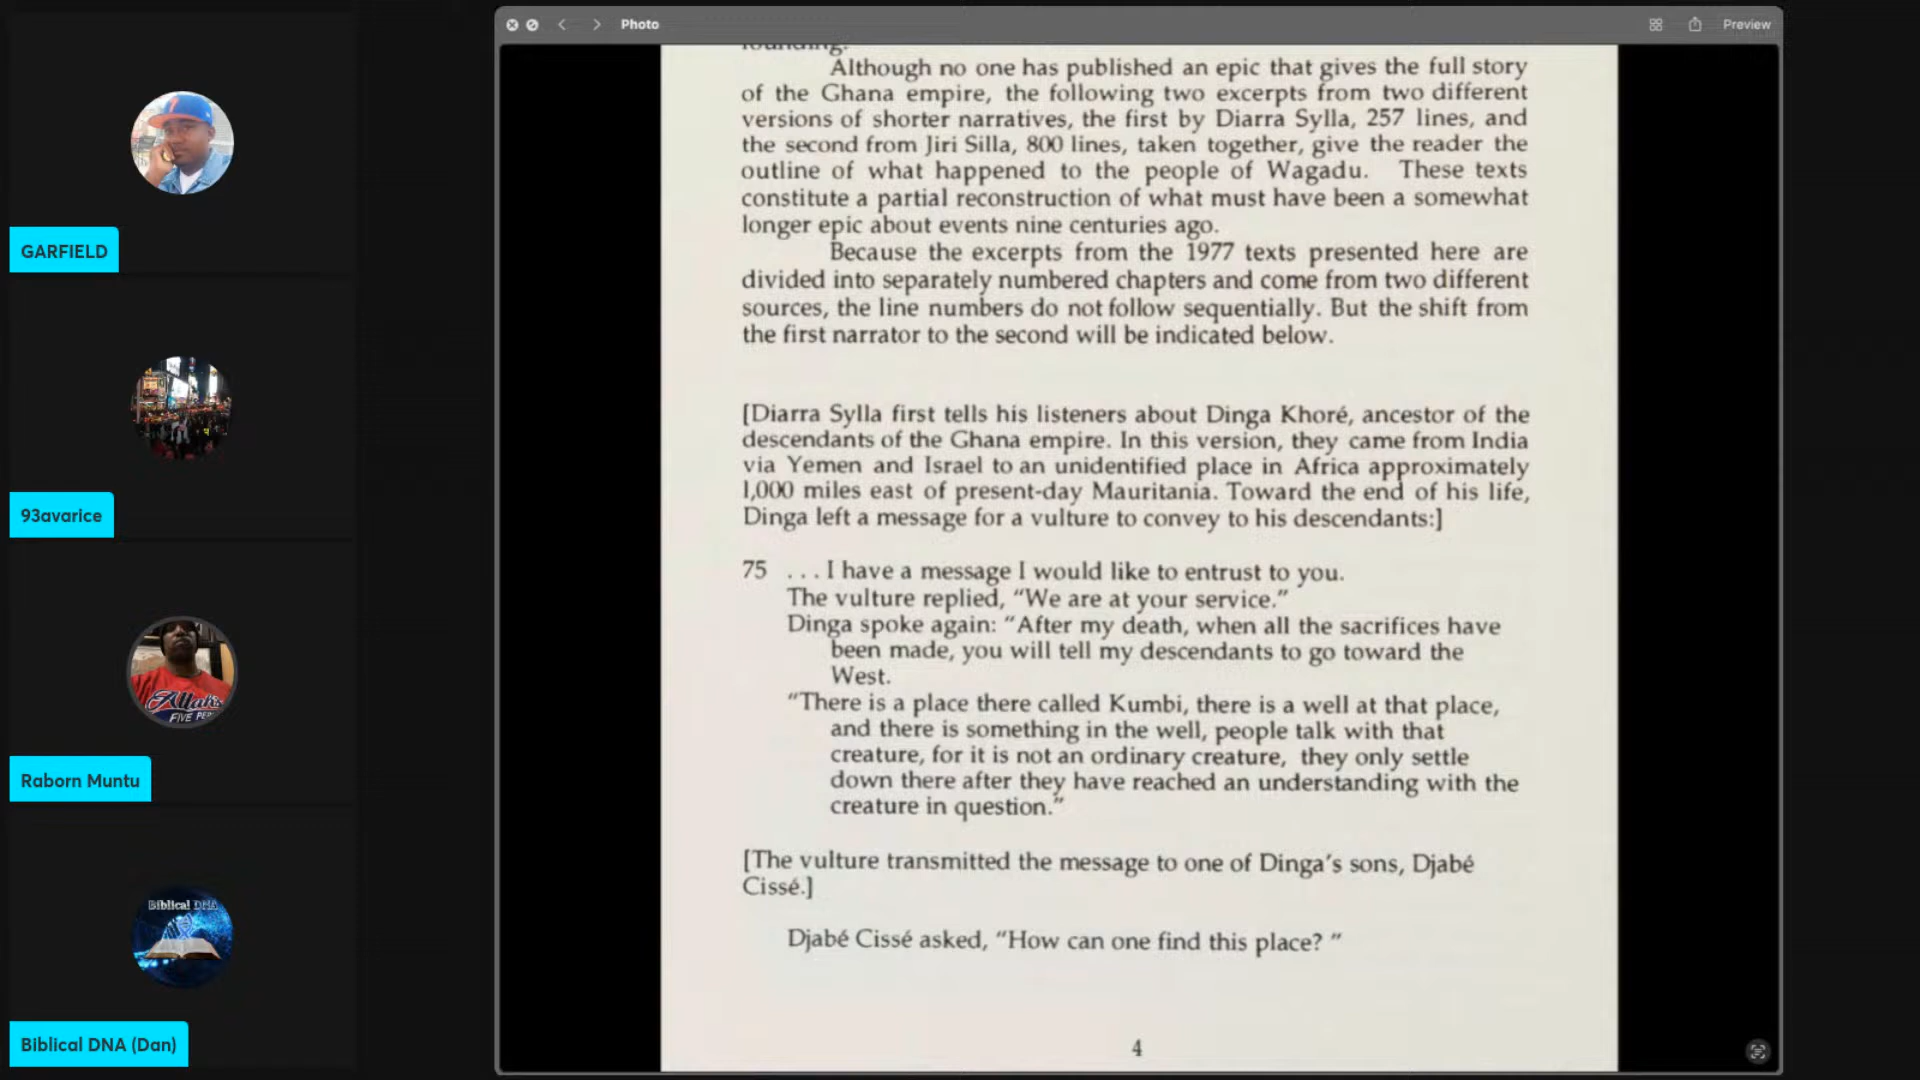 GARFIELD
93avarice
Allah's
FIVE PER
Raborn Muntu
Biblical DNA
Biblical DNA (Dan)
Photo
Preview
founding.
Although no one has published an epic that gives the full story
of the Ghana empire, the following two excerpts from two different
versions of shorter narratives, the first by Diarra Sylla, 257 lines, and
the second from Jiri Silla, 800 lines, taken together, give the reader the
outline of what happened to the people of Wagadu. These texts
constitute a partial reconstruction of what must have been a somewhat
longer epic about events nine centuries ago.
Because the excerpts from the 1977 texts presented here are
divided into separately numbered chapters and come from two different
sources, the line numbers do not follow sequentially. But the shift from
the first narrator to the second will be indicated below.
[Diarra Sylla first tells his listeners about Dinga Khoré, ancestor of the
descendants of the Ghana empire. In this version, they came from India
via Yemen and Israel to an unidentified place in Africa approximately
1,000 miles east of present-day Mauritania. Toward the end of his life,
Dinga left a message for a vulture to convey to his descendants:]
75 . . . I have a message I would like to entrust to you.
The vulture replied, “We are at your service.”
Dinga spoke again: “After my death, when all the sacrifices have
been made, you will tell my descendants to go toward the
West.
“There is a place there called Kumbi, there is a well at that place,
and there is something in the well, people talk with that
creature, for it is not an ordinary creature, they only settle
down there after they have reached an understanding with the
creature in question.”
[The vulture transmitted the message to one of Dinga’s sons, Djabé
Cissé.]
Djabé Cissé asked, “How can one find this place? ”
4